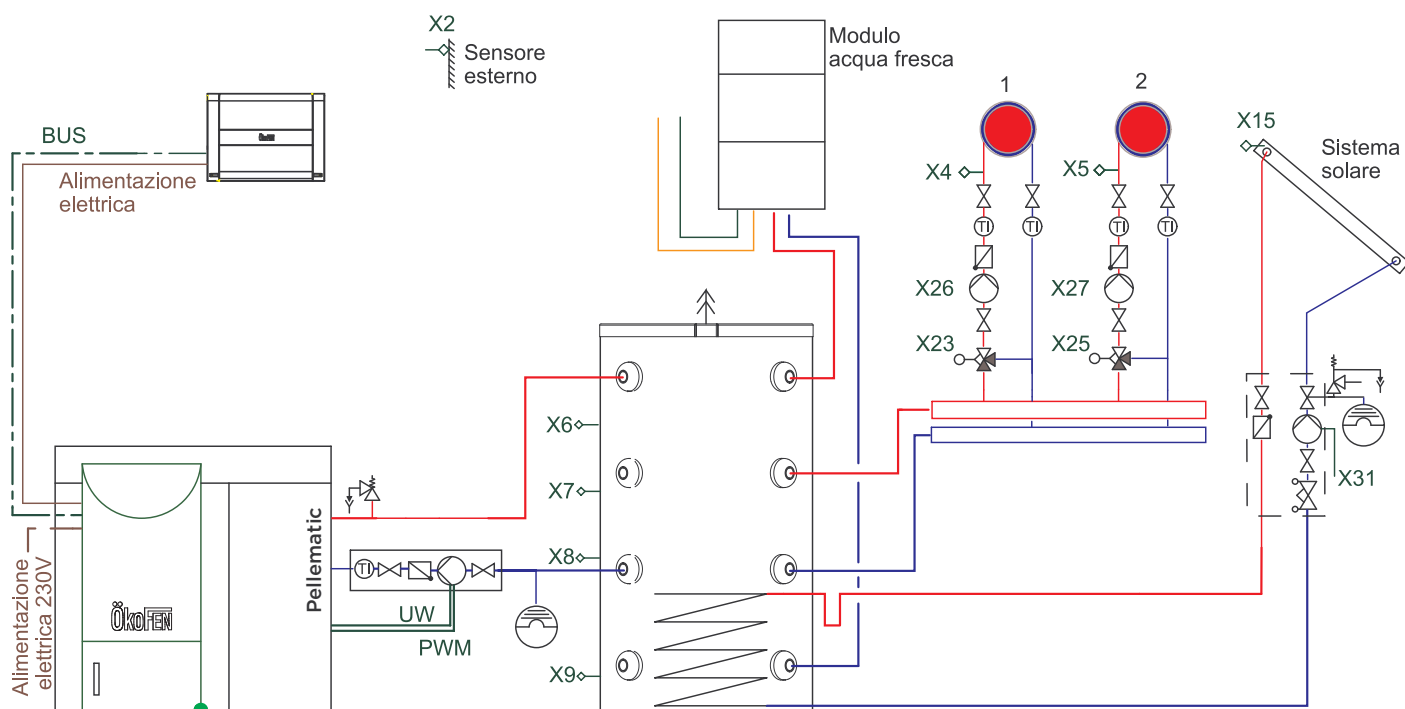 X2
Sensore
esterno
Modulo
acqua fresca
1
2
X15
Sistema
solare
BUS
Alimentazione
elettrica
ÖkoFEN
X4
X5
TI
TI
TI
TI
X26
X27
X23
X25
X6
X7
X31
X8
X9
Pellematic
TI
UW
PWM
Alimentazione
elettrica 230V
ÖkoFEN